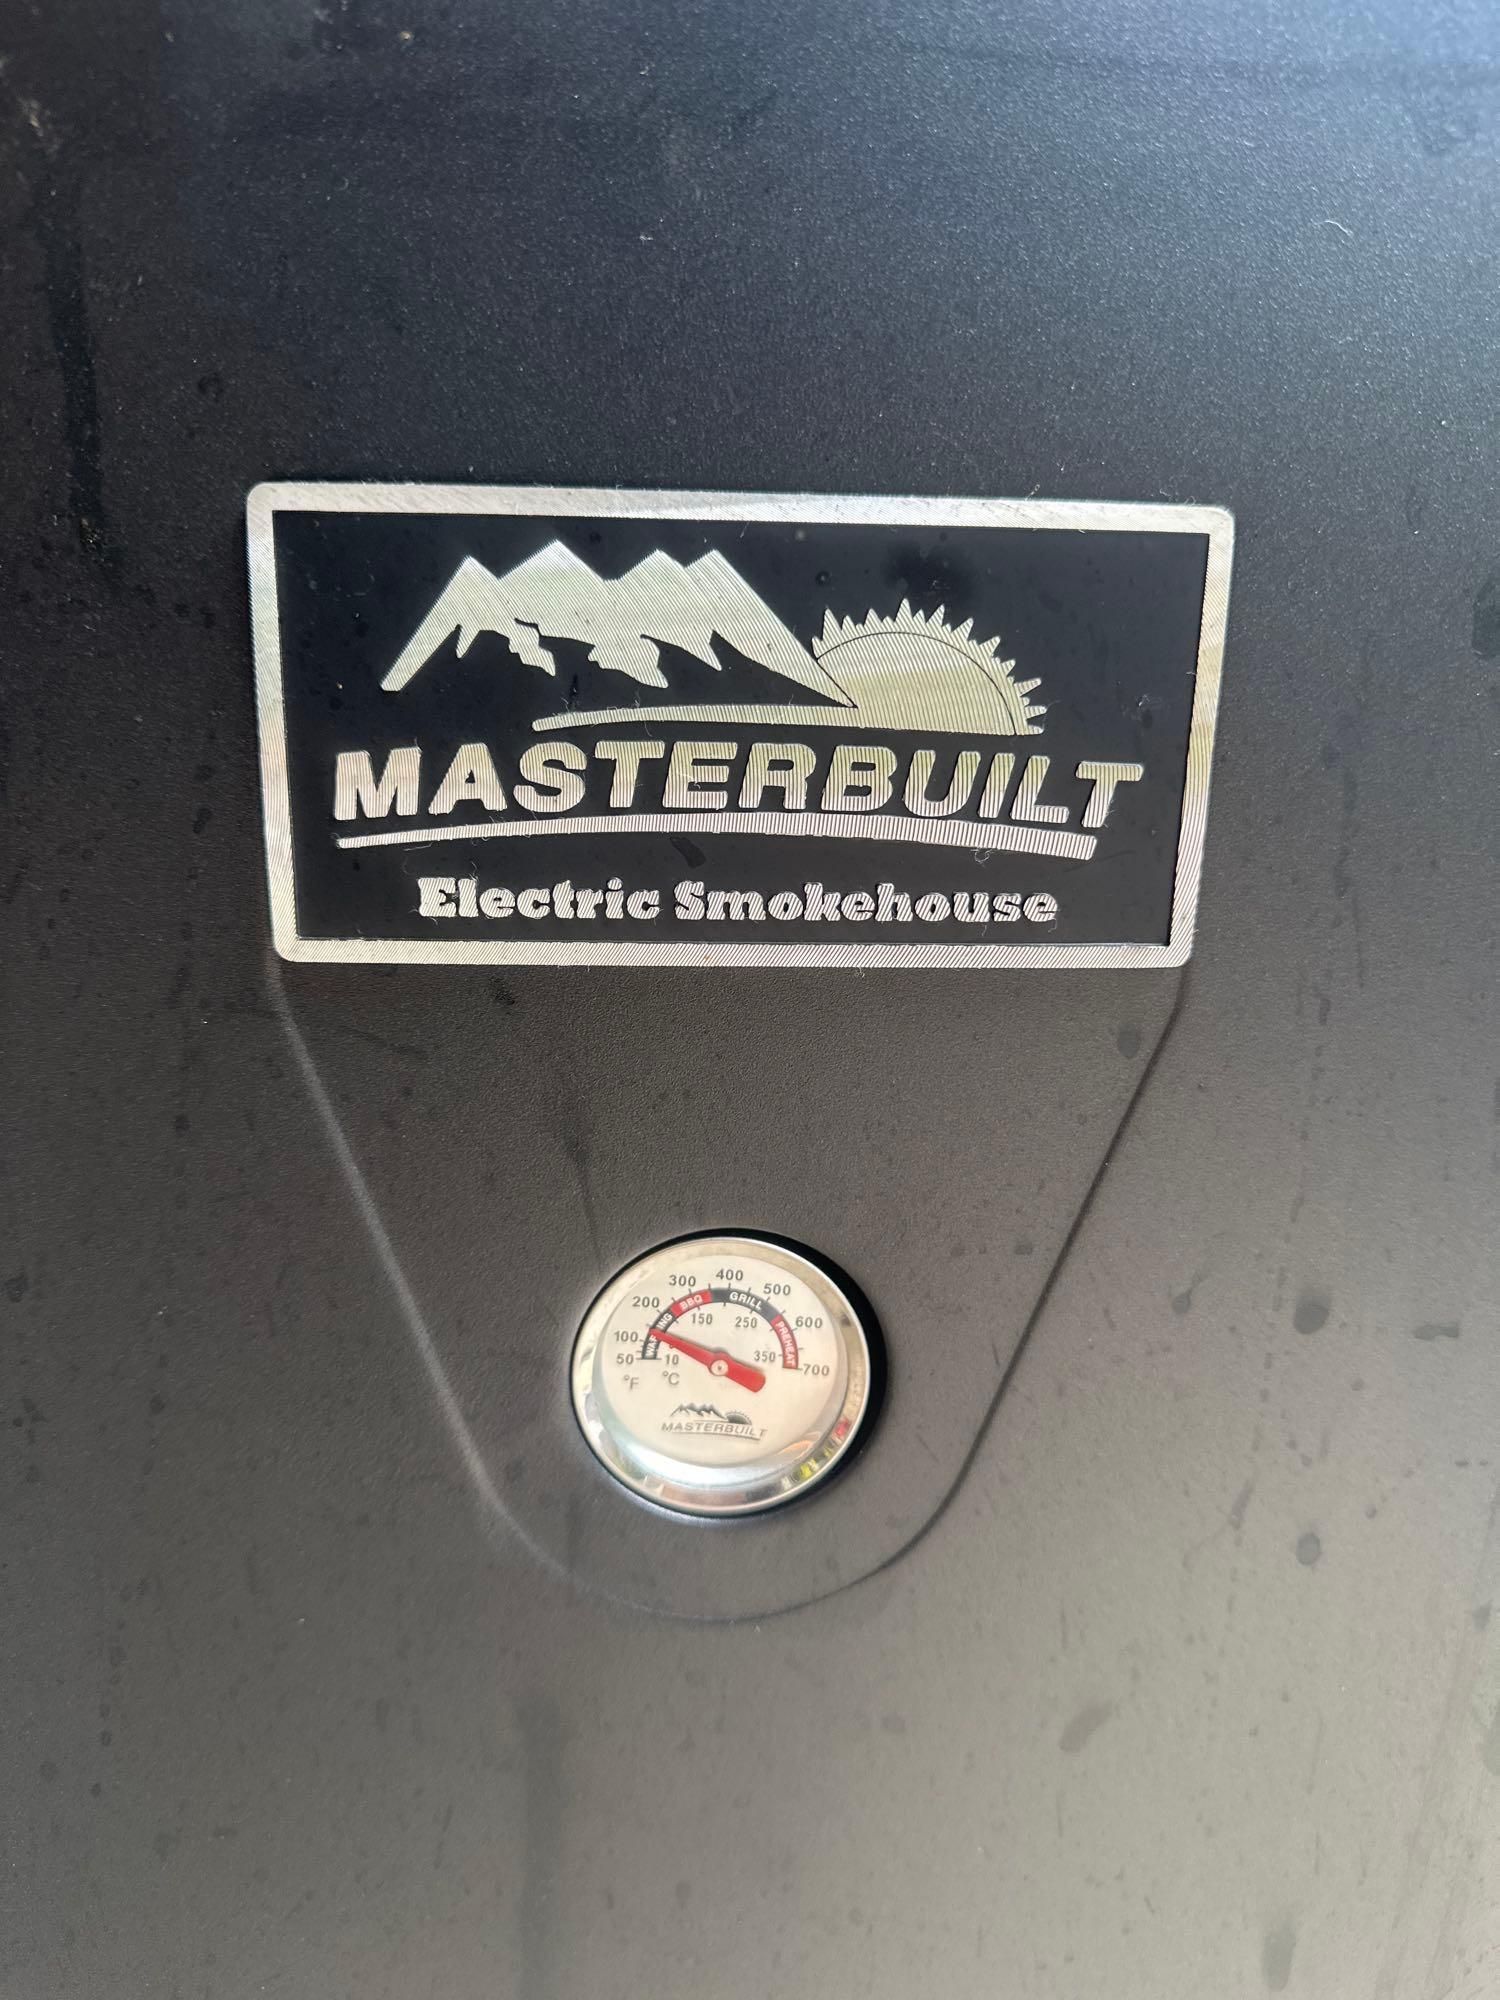 MASTERBUILT
Electric Smokehouse
50 100 200 300 400 500 600 700
WARMING BBQ GRILL PREHEAT
10 150 250 350
°F °C
MASTERBUILT